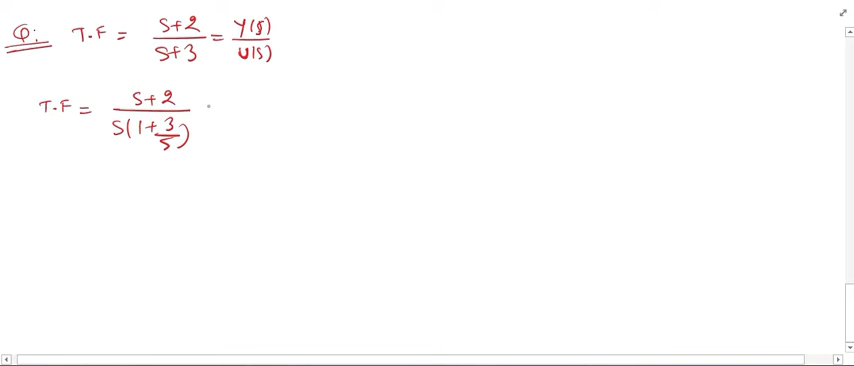 Q: T.F = S+2 / S+3 = Y(S) / U(S)
T.F = S+2 / S(1+ 3/S)